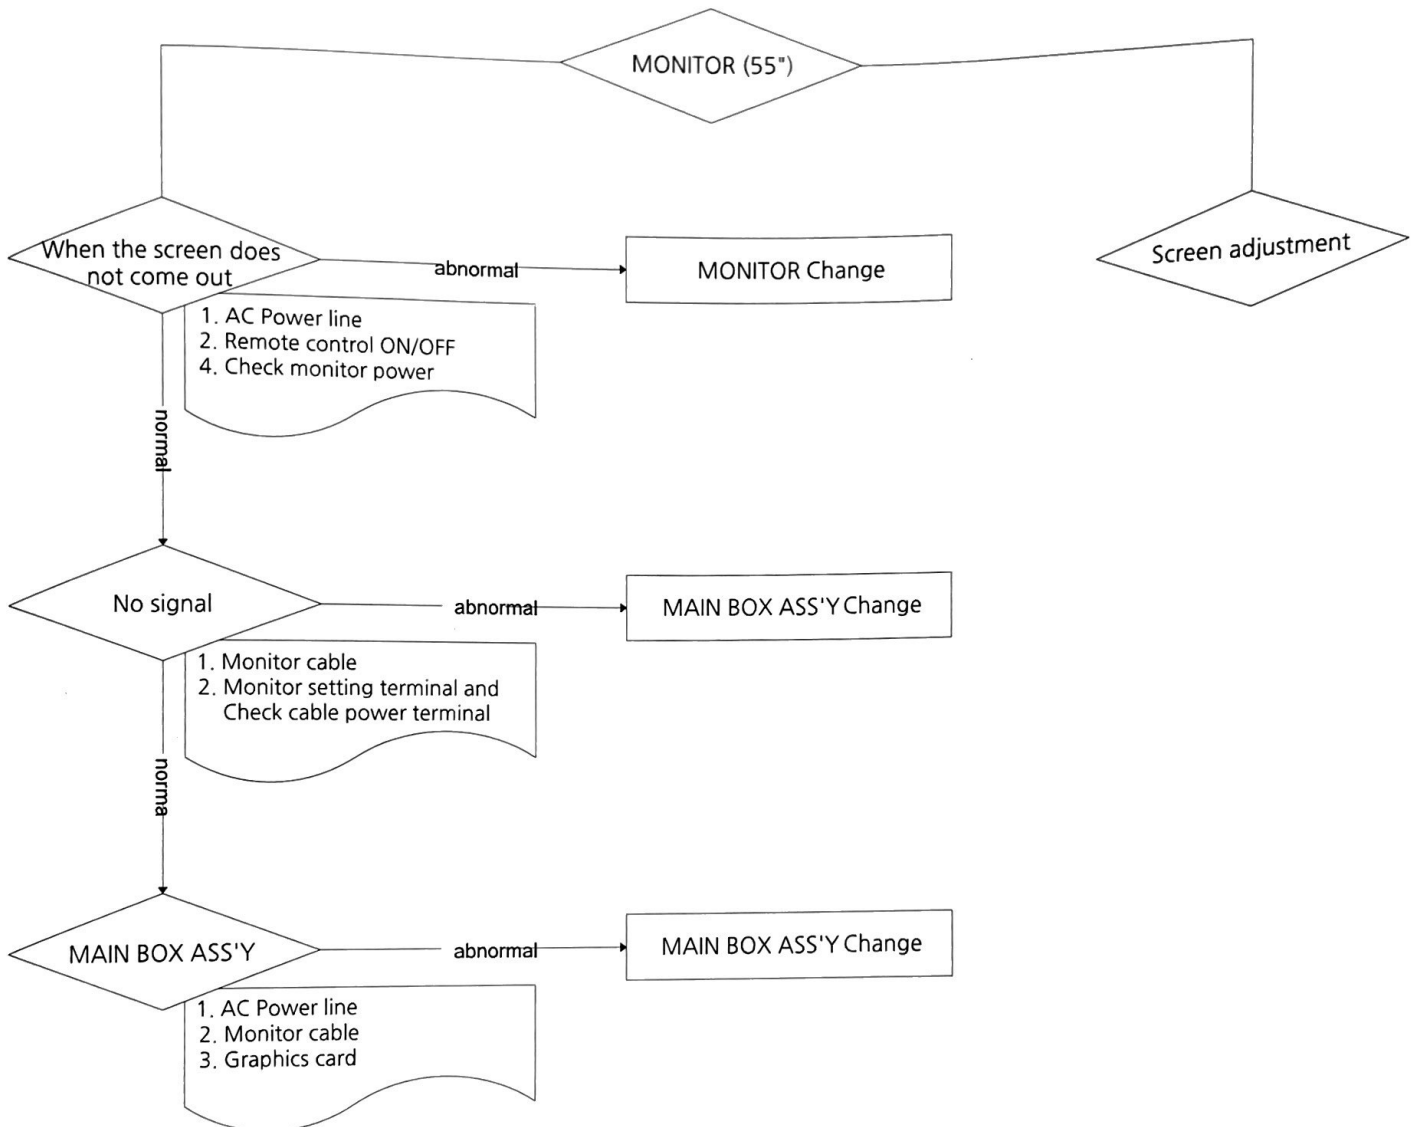 MONITOR (55")
When the screen does
not come out
abnormal
MONITOR Change
Screen adjustment
1. AC Power line
2. Remote control ON/OFF
4. Check monitor power
normal
No signal
abnormal
MAIN BOX ASS'Y Change
1. Monitor cable
2. Monitor setting terminal and
Check cable power terminal
norma
MAIN BOX ASS'Y
abnormal
MAIN BOX ASS'Y Change
1. AC Power line
2. Monitor cable
3. Graphics card